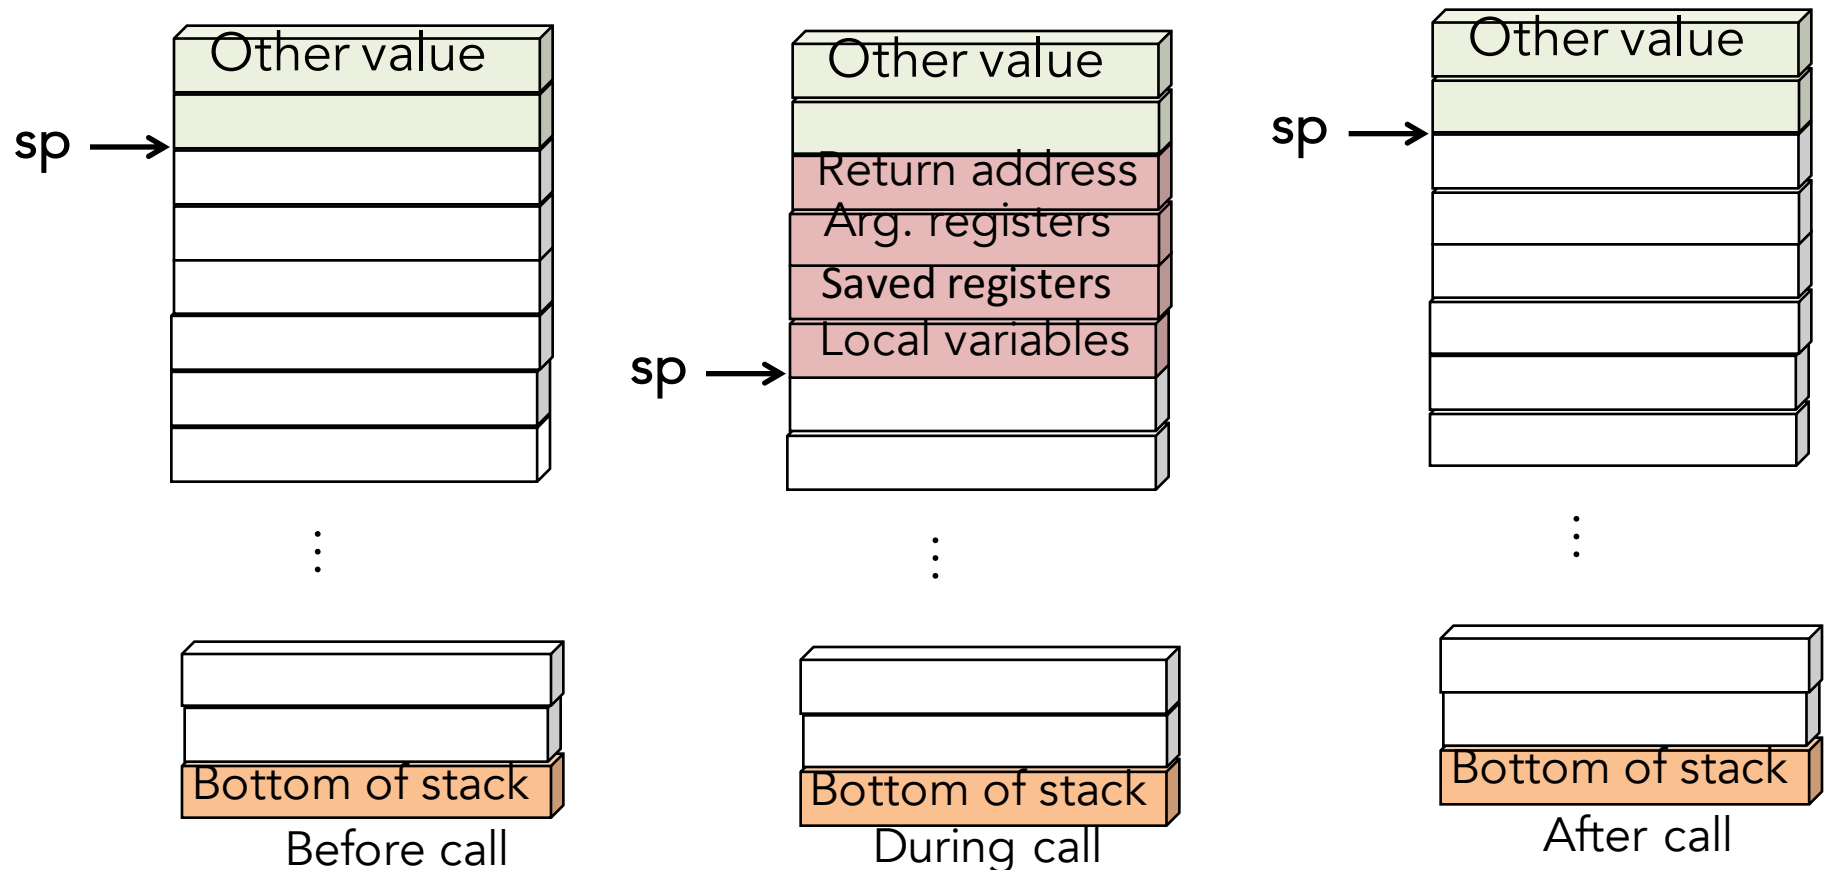 Other value
sp
Bottom of stack
Before call
Other value
Return address
Arg. registers
Saved registers
Local variables
sp
Bottom of stack
During call
Other value
sp
Bottom of stack
After call